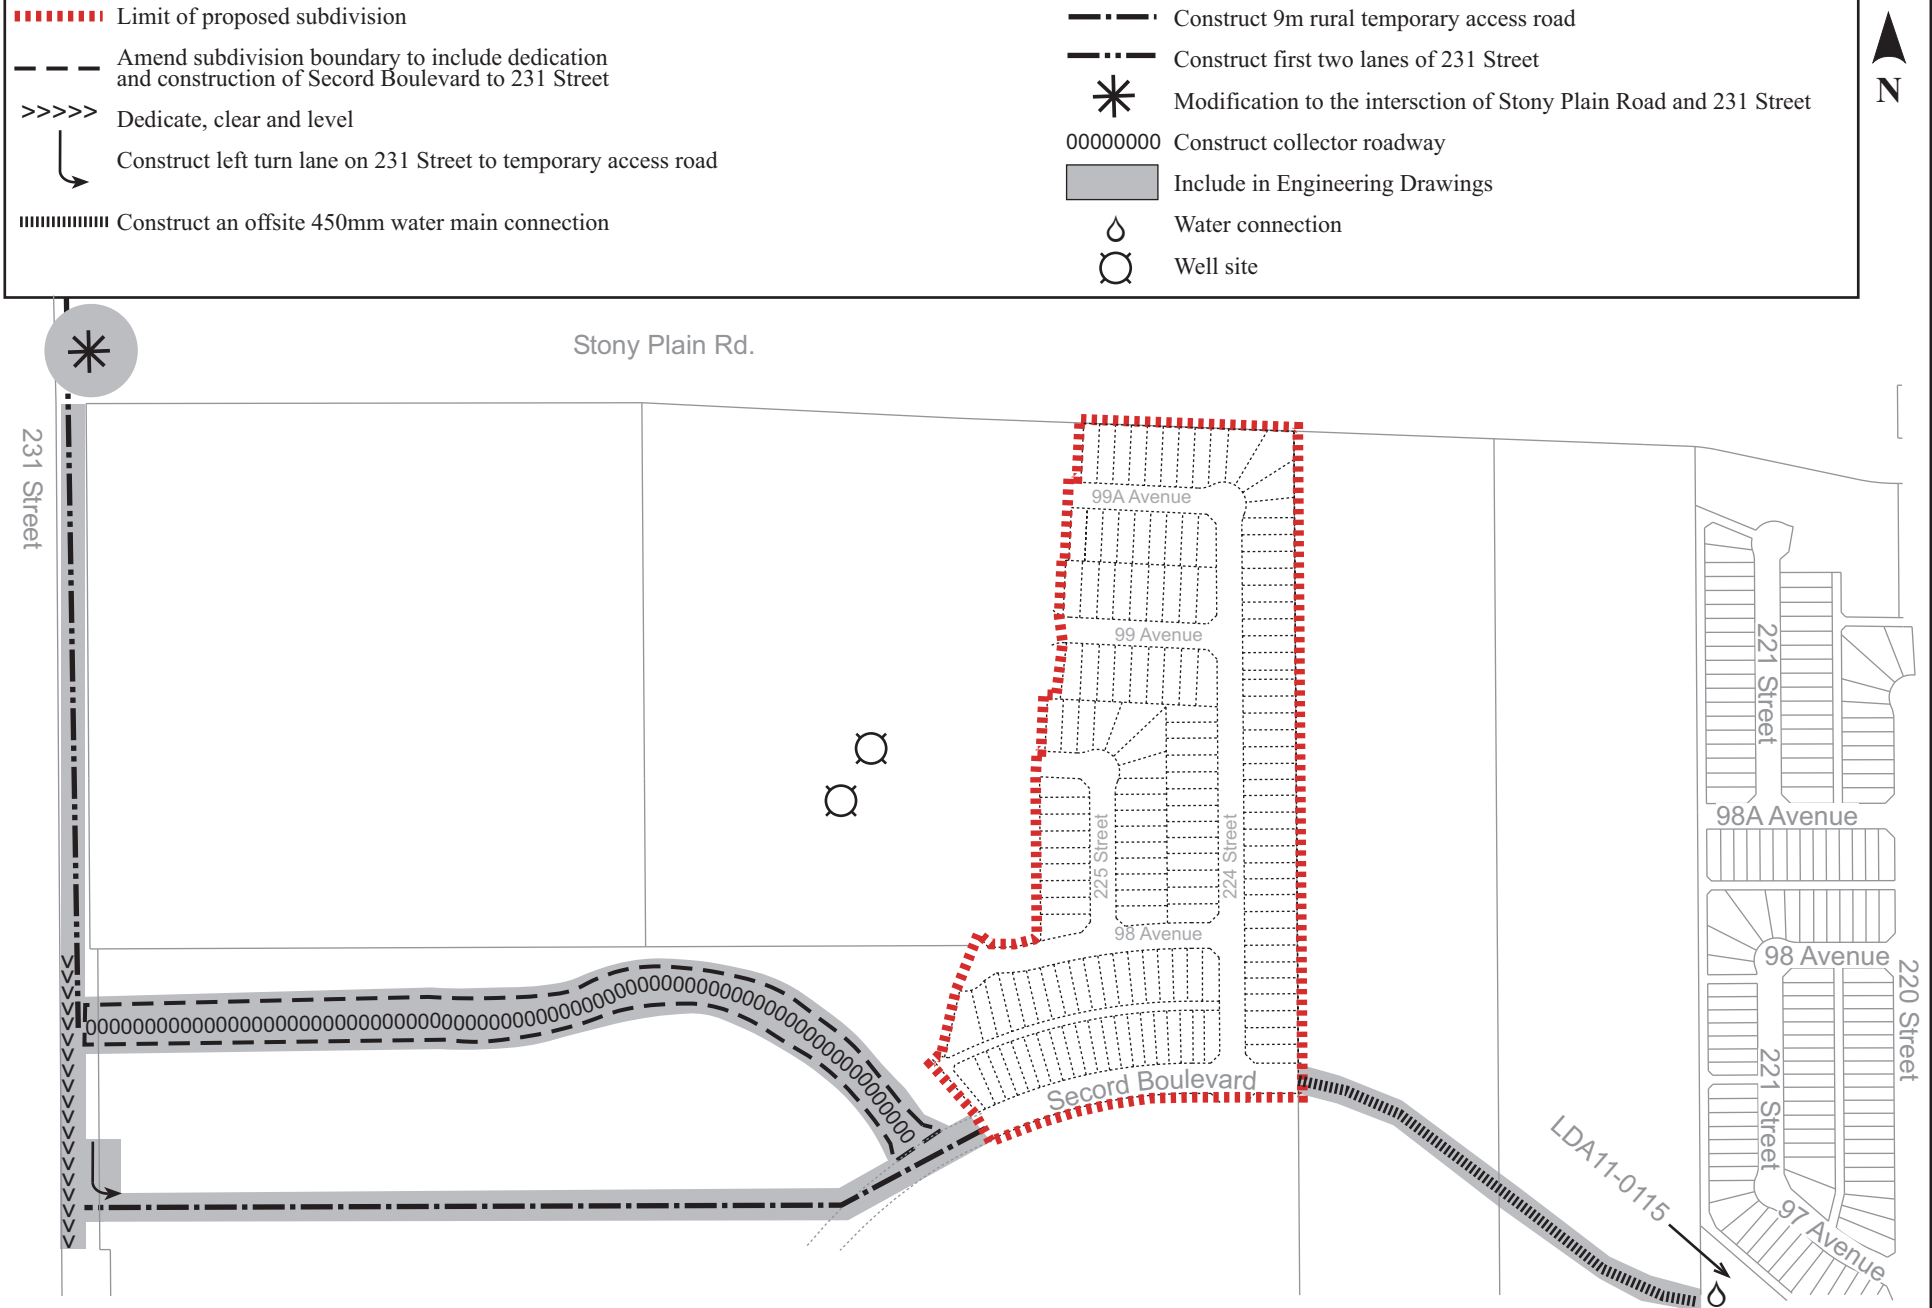 Limit of proposed subdivision
Amend subdivision boundary to include dedication
and construction of Secord Boulevard to 231 Street
>>>>> Dedicate, clear and level
Construct left turn lane on 231 Street to temporary access road
Construct an offsite 450mm water main connection
Construct 9m rural temporary access road
Construct first two lanes of 231 Street
Modification to the intersction of Stony Plain Road and 231 Street
00000000 Construct collector roadway
Include in Engineering Drawings
Water connection
Well site
N
Stony Plain Rd.
231 Street
99A Avenue
99 Avenue
225 Street
224 Street
98 Avenue
Secord Boulevard
221 Street
98A Avenue
98 Avenue
220 Street
221 Street
97 Avenue
LDA11-0115